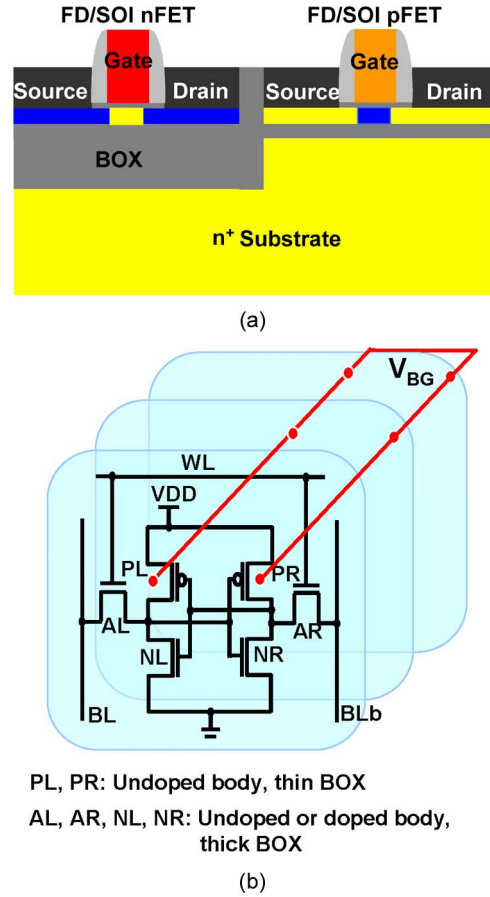 FD/SOI nFET FD/SOI pFET
Gate Gate
Source Drain Source Drain
BOX
n+ Substrate
(a)
VBG
WL
VDD
PL PR
AL AR
NL NR
BL BLb
PL, PR: Undoped body, thin BOX
AL, AR, NL, NR: Undoped or doped body,
thick BOX
(b)